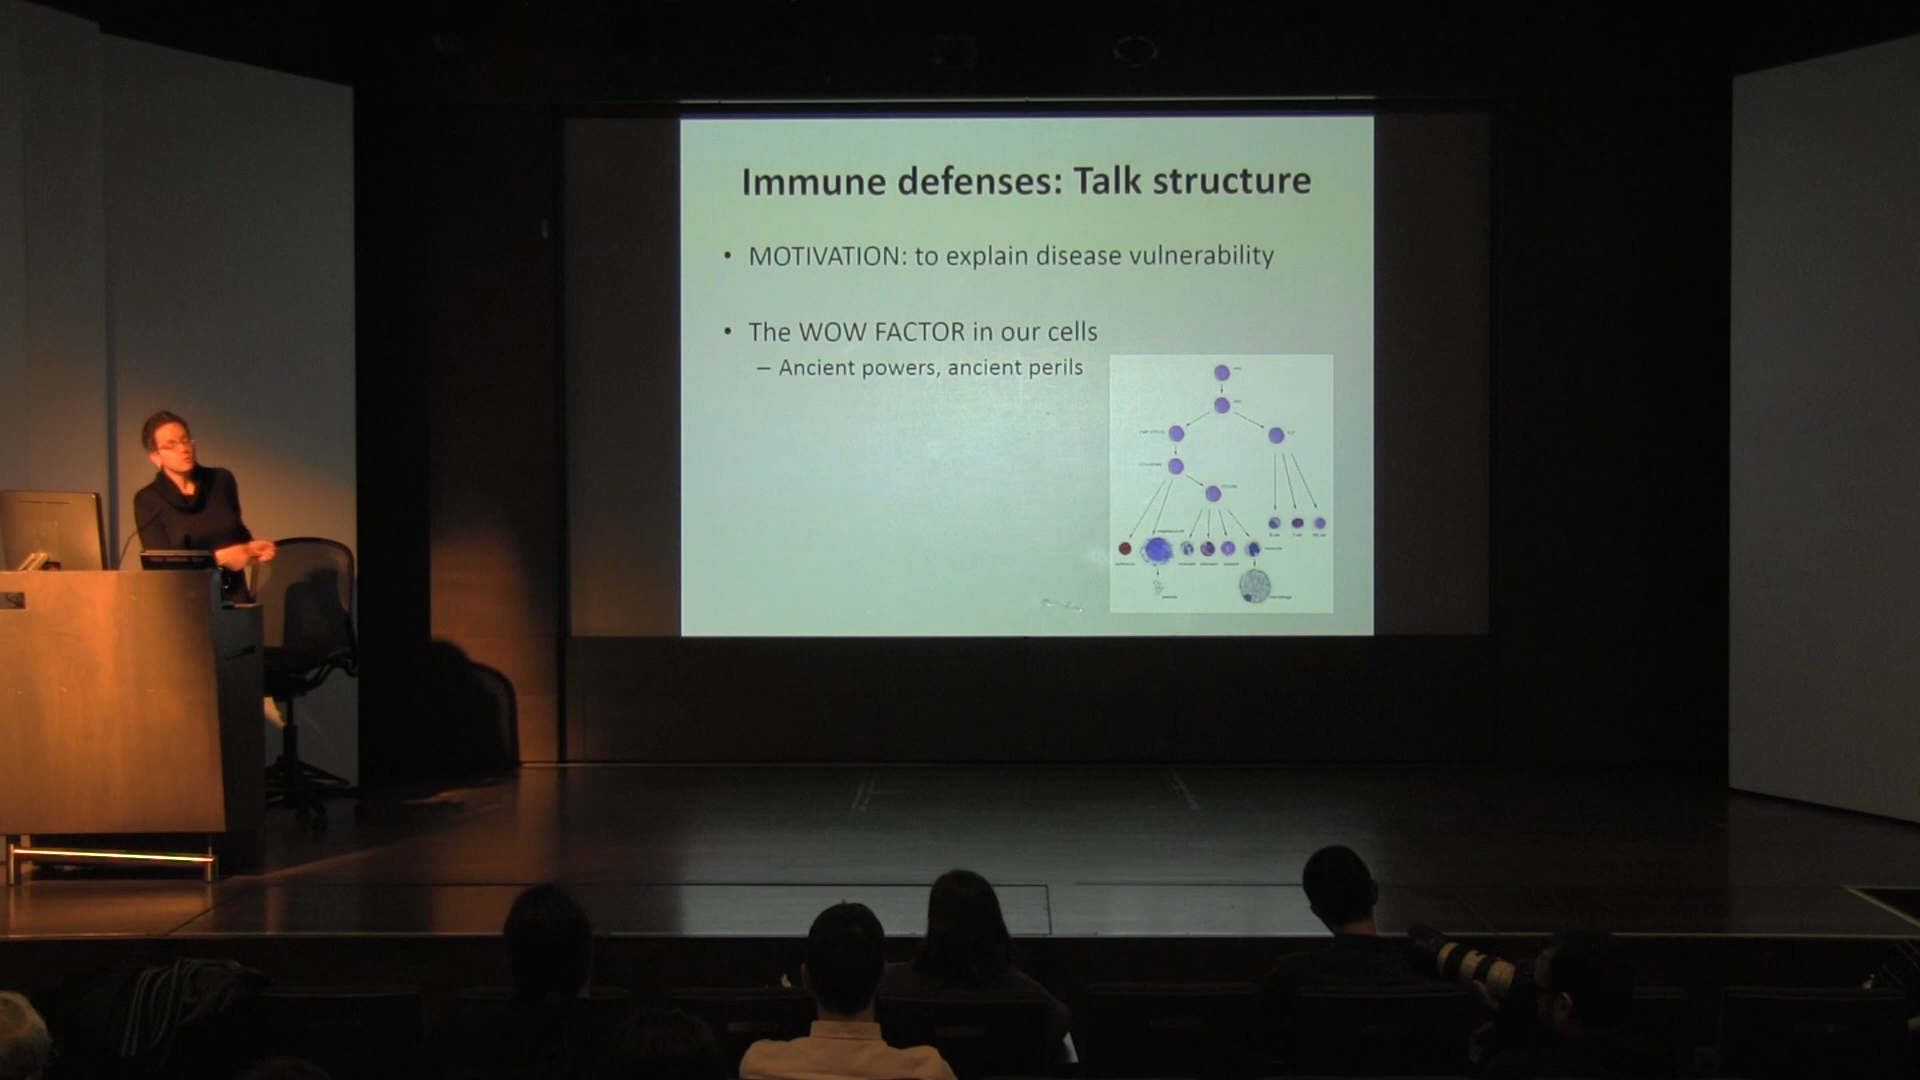 Immune defenses: Talk structure
• MOTIVATION: to explain disease vulnerability
• The WOW FACTOR in our cells
– Ancient powers, ancient perils